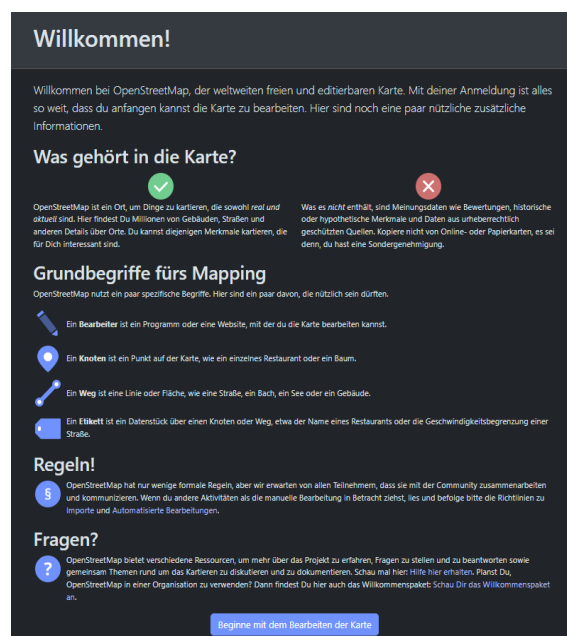 Willkommen!
Willkommen bei OpenStreetMap, der weltweiten freien und editierbaren Karte. Mit deiner Anmeldung ist alles
so weit, dass du anfangen kannst die Karte zu bearbeiten. Hier sind noch eine paar nützliche zusätzliche
Informationen.
Was gehört in die Karte?
OpenStreetMap ist ein Ort, um Dinge zu kartieren, die sowohl real und
aktuell sind. Hier findest Du Millionen von Gebäuden, Straßen und
anderen Details über Orte. Du kannst diejenigen Merkmale kartieren, die
für Dich interessant sind.
Was es nicht enthält, sind Meinungsdaten wie Bewertungen, historische
oder hypothetische Merkmale und Daten aus urheberrechtlich
geschützten Quellen. Kopiere nicht von Online- oder Papierkarten, es sei
denn, du hast eine Sondergenehmigung.
Grundbegriffe fürs Mapping
OpenStreetMap nutzt ein paar spezifische Begriffe. Hier sind ein paar davon, die nützlich sein dürften.
Ein Bearbeiter ist ein Programm oder eine Website, mit der du die Karte bearbeiten kannst.
Ein Knoten ist ein Punkt auf der Karte, wie ein einzelnes Restaurant oder ein Baum.
Ein Weg ist eine Linie oder Fläche, wie eine Straße, ein Bach, ein See oder ein Gebäude.
Ein Etikett ist ein Datenstück über einen Knoten oder Weg, etwa der Name eines Restaurants oder die Geschwindigkeitsbegrenzung einer
Straße.
Regeln!
§
OpenStreetMap hat nur wenige formale Regeln, aber wir erwarten von allen Teilnehmern, dass sie mit der Community zusammenarbeiten
und kommunizieren. Wenn du andere Aktivitäten als die manuelle Bearbeitung in Betracht ziehst, lies und befolge bitte die Richtlinien zu
Importe und Automatisierte Bearbeitungen.
Fragen?
?
OpenStreetMap bietet verschiedene Ressourcen, um mehr über das Projekt zu erfahren, Fragen zu stellen und zu beantworten sowie
gemeinsam Themen rund um das Kartieren zu diskutieren und zu dokumentieren. Schau mal hier: Hilfe hier erhalten. Planst Du,
OpenStreetMap in einer Organisation zu verwenden? Dann findest Du hier auch das Willkommenspaket: Schau Dir das Willkommenspaket
an.
Beginne mit dem Bearbeiten der Karte